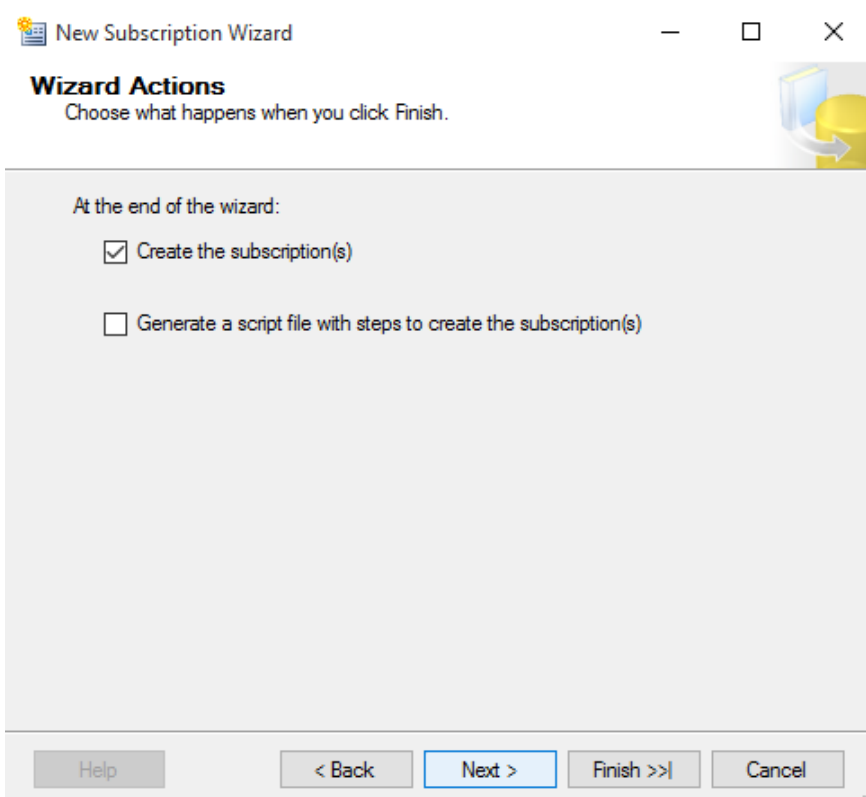 New Subscription Wizard
Wizard Actions
Choose what happens when you click Finish.
At the end of the wizard:
Create the subscription(s)
Generate a script file with steps to create the subscription(s)
Help
< Back
Next >
Finish >>|
Cancel